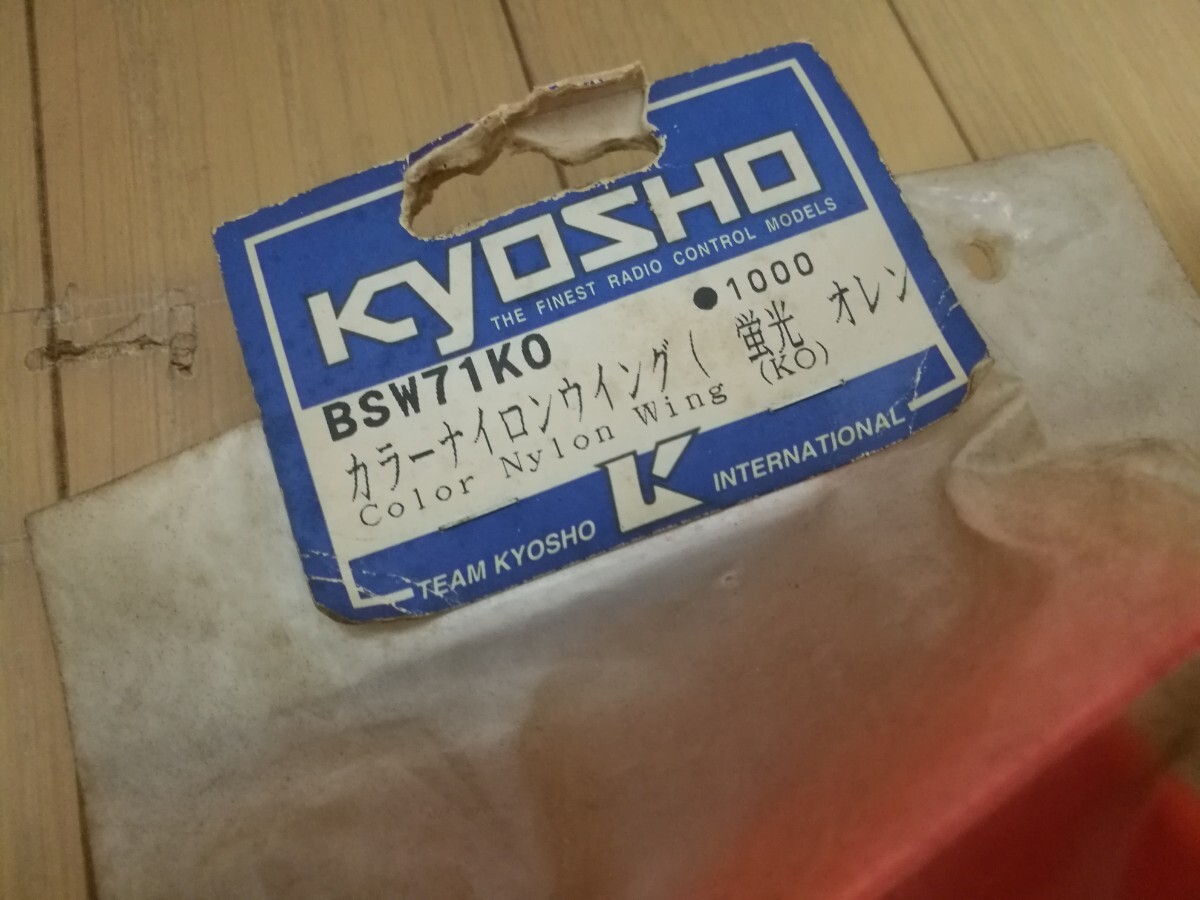 KYOSHO
THE FINEST RADIO CONTROL MODELS
BSW71KO ●1000
カラーナイロンウイング( 蛍光 オレン
Color Nylon Wing (KO)
TEAM KYOSHO K INTERNATIONAL